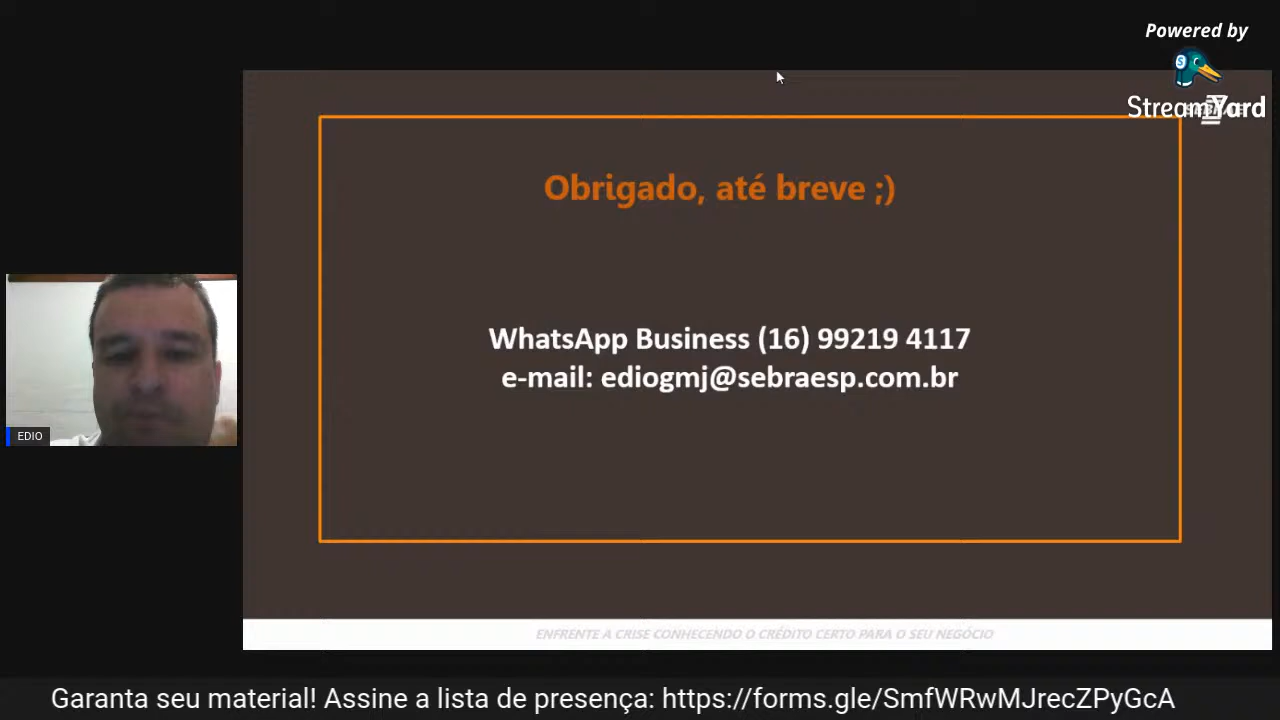 Powered by
StreamYard
Obrigado, até breve ;)
WhatsApp Business (16) 99219 4117
e-mail: ediogmj@sebraesp.com.br
EDIO
ENFRENTE A CRISE CONHECENDO O CRÉDITO CERTO PARA O SEU NEGÓCIO
Garanta seu material! Assine a lista de presença: https://forms.gle/SmfWRwMJrecZPyGcA